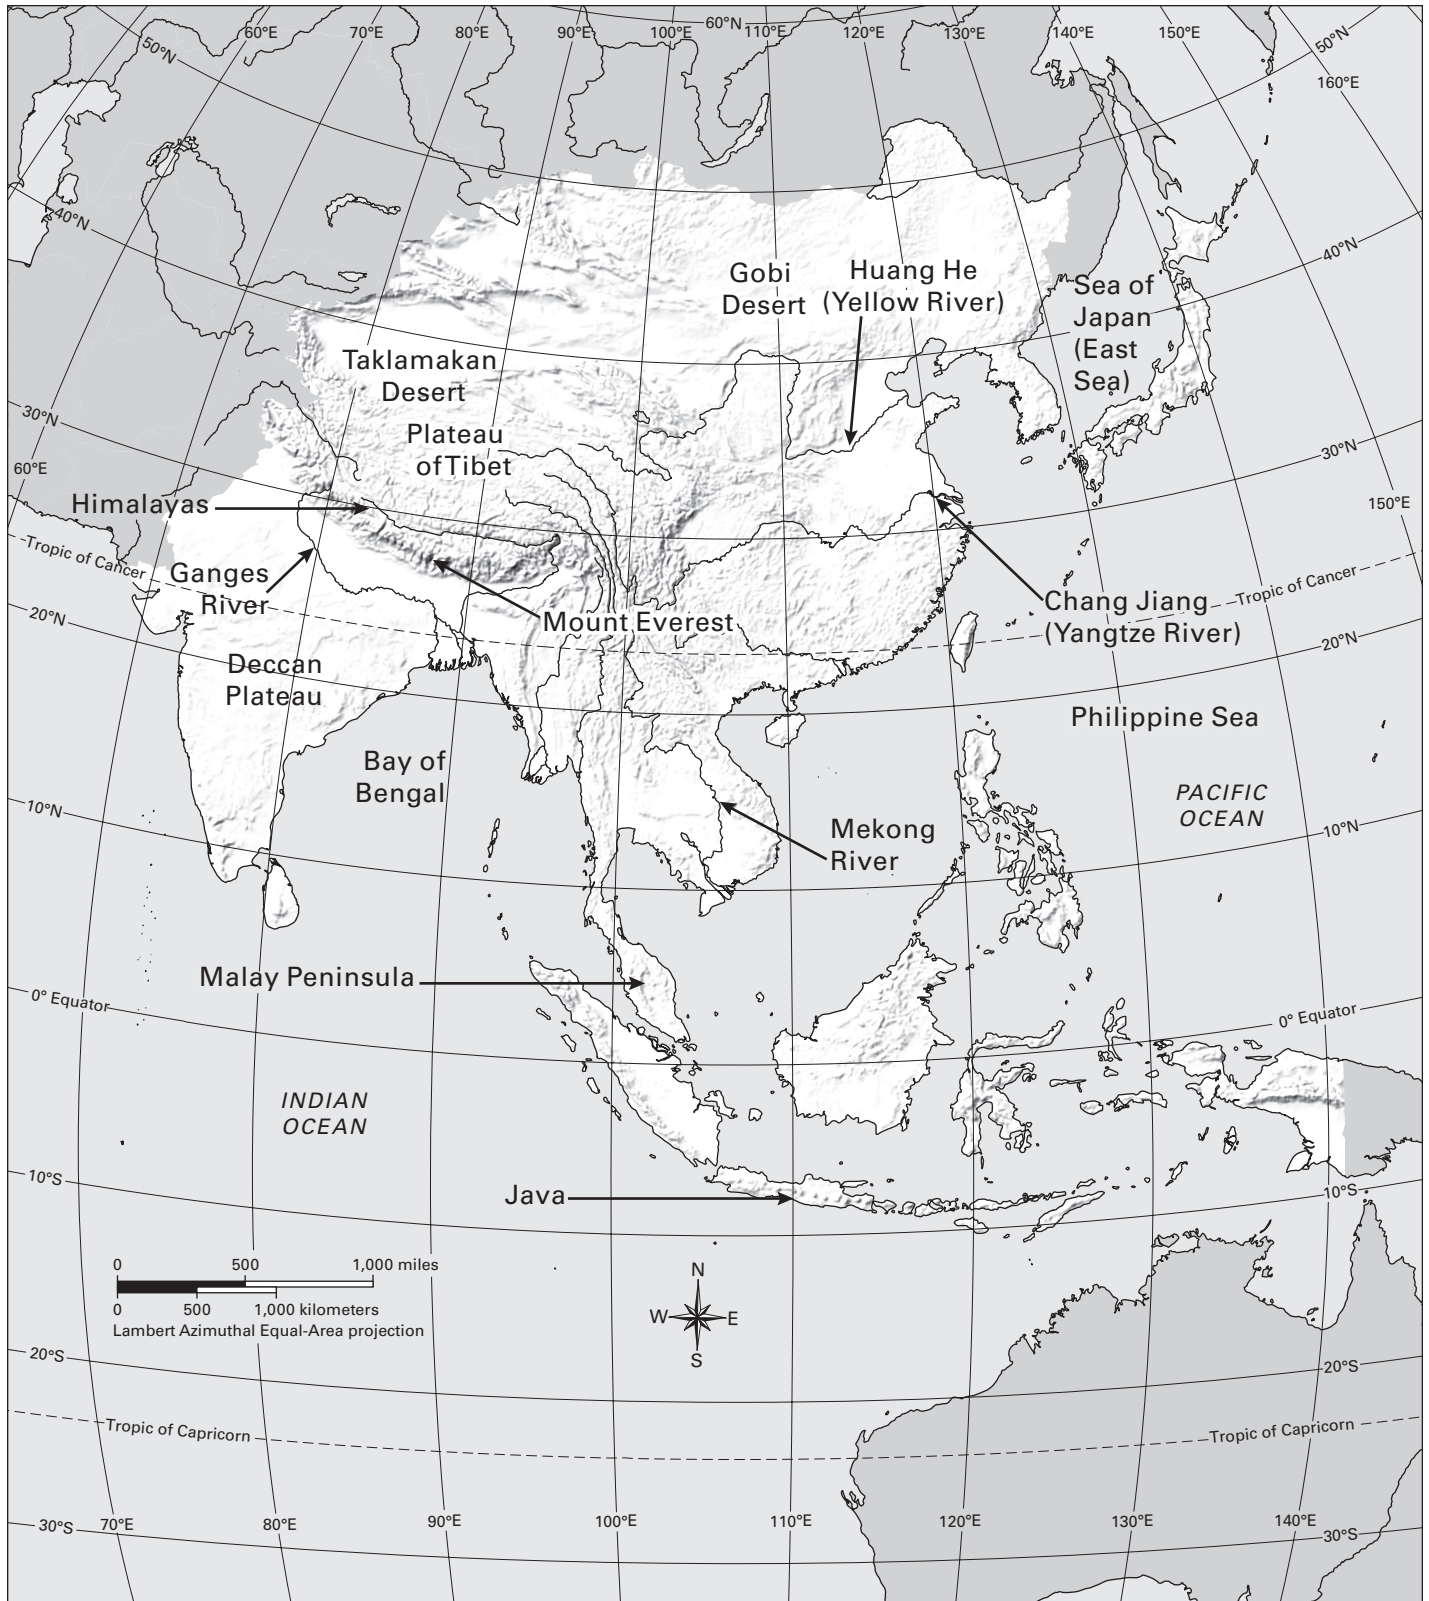 60°N
60°E
70°E
80°E
90°E
100°E
110°E
120°E
130°E
140°E
150°E
50°N
50°N
160°E
40°N
40°N
Gobi
Desert
Huang He
(Yellow River)
Sea of
Japan
(East
Sea)
Taklamakan
Desert
30°N
Plateau
of Tibet
30°N
60°E
Himalayas
150°E
Tropic of Cancer
Ganges
River
Tropic of Cancer
Chang Jiang
(Yangtze River)
Mount Everest
20°N
20°N
Deccan
Plateau
Philippine Sea
Bay of
Bengal
PACIFIC
OCEAN
10°N
10°N
Mekong
River
Malay Peninsula
0° Equator
0° Equator
INDIAN
OCEAN
10°S
10°S
Java
0
500
1,000 miles
0
500
1,000 kilometers
Lambert Azimuthal Equal-Area projection
N
W
E
S
20°S
20°S
Tropic of Capricorn
Tropic of Capricorn
30°S
70°E
80°E
90°E
100°E
110°E
120°E
130°E
140°E
30°S